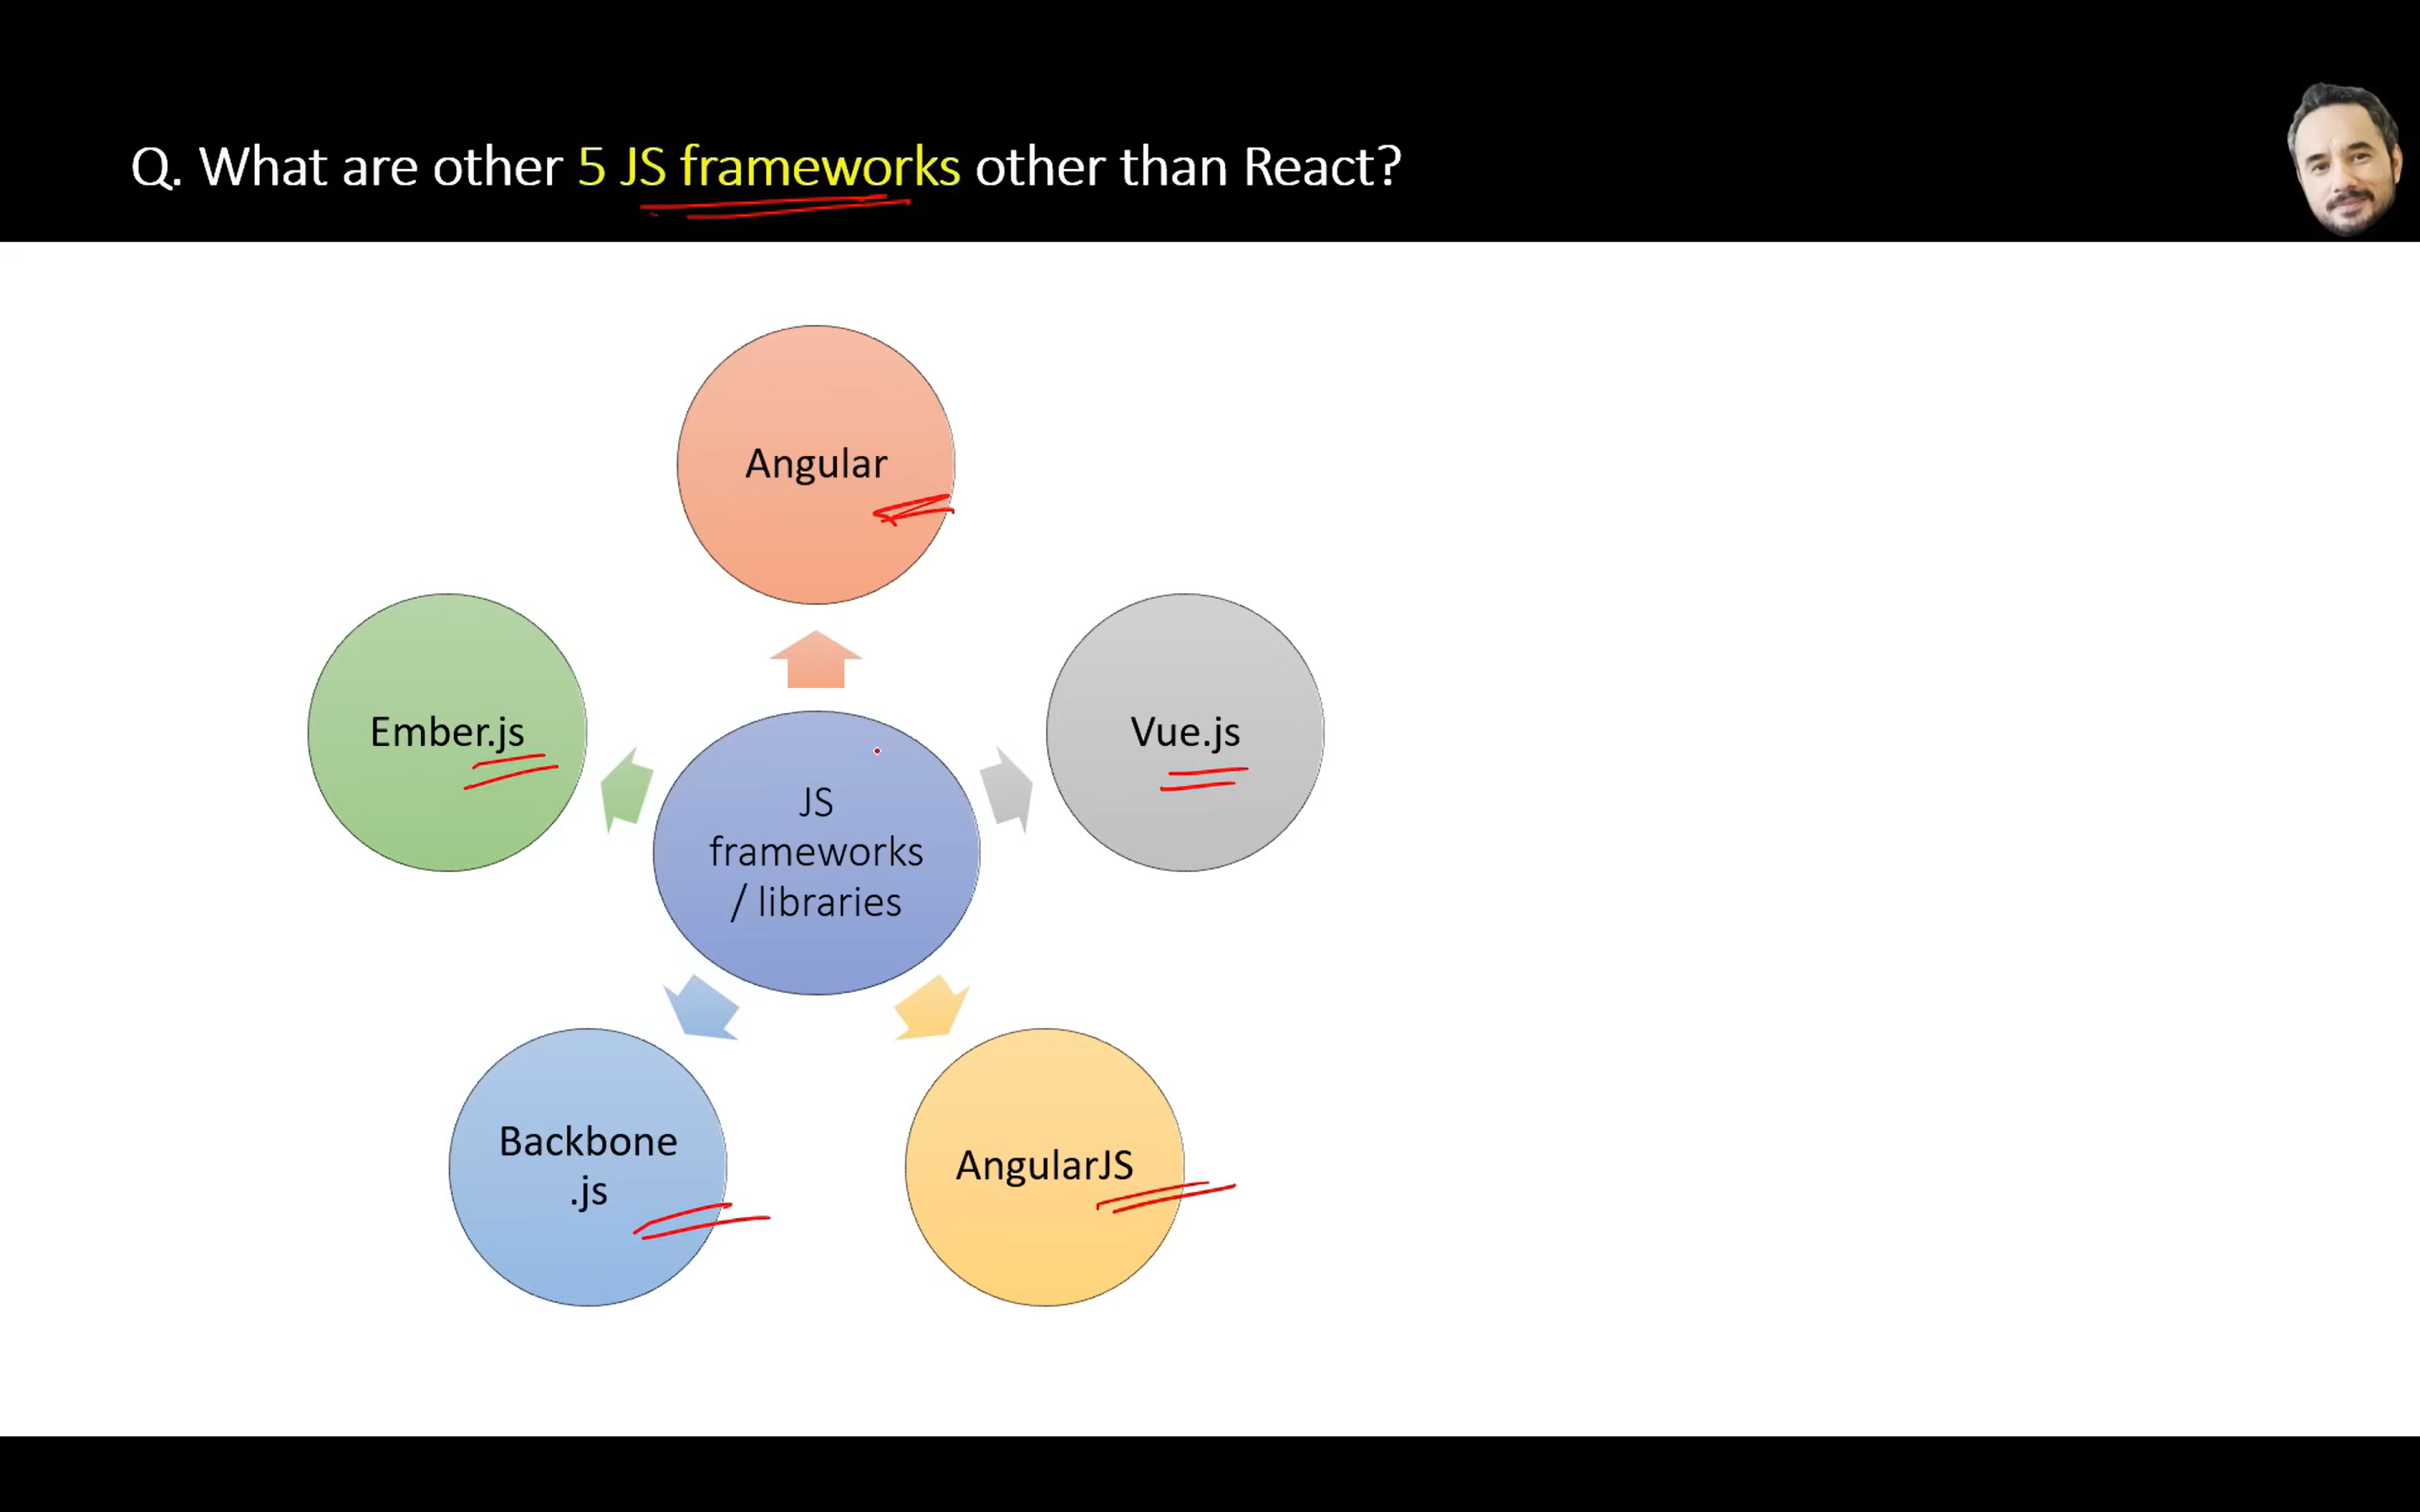 Q. What are other 5 JS frameworks other than React?
Angular
Ember.js
Vue.js
JS
frameworks
/ libraries
Backbone
.js
AngularJS